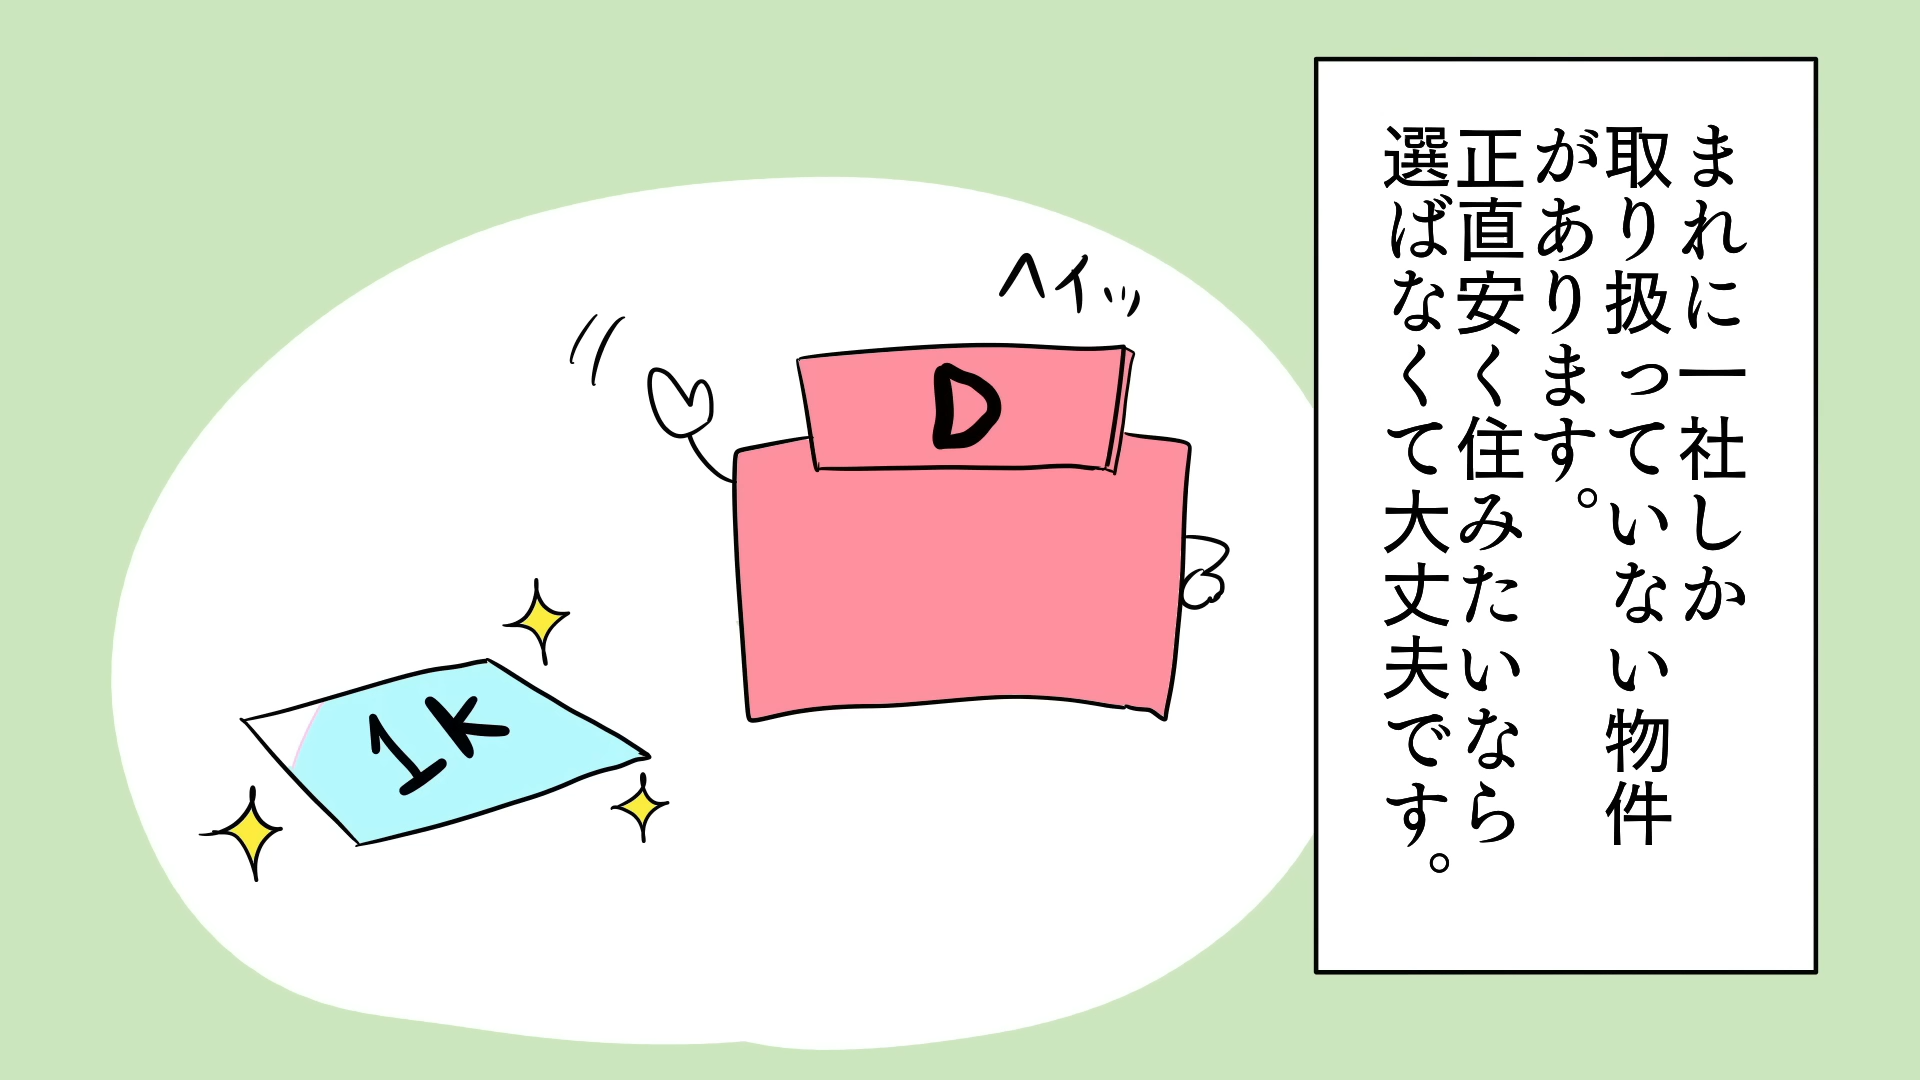 まれに一社しか
取り扱っていない物件
があります。
正直安く住みたいなら
選ばなくて大丈夫です。
ヘイッ
D
1K